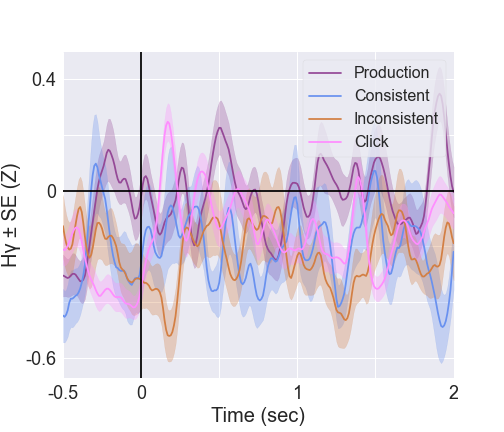 Production
Consistent
Inconsistent
Click
0.4
0
-0.6
Hγ ± SE (Z)
-0.5
0
1
2
Time (sec)